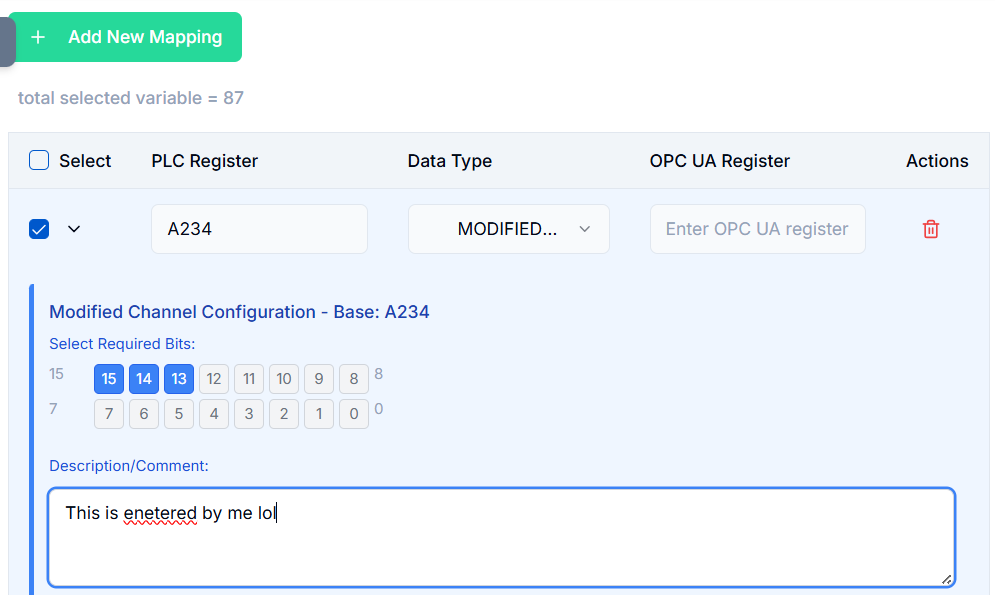 + Add New Mapping
total selected variable = 87
Select PLC Register Data Type OPC UA Register Actions
A234 MODIFIED... Enter OPC UA register
Modified Channel Configuration - Base: A234
Select Required Bits:
15 15 14 13 12 11 10 9 8 8
7 7 6 5 4 3 2 1 0 0
Description/Comment:
This is enetered by me lol